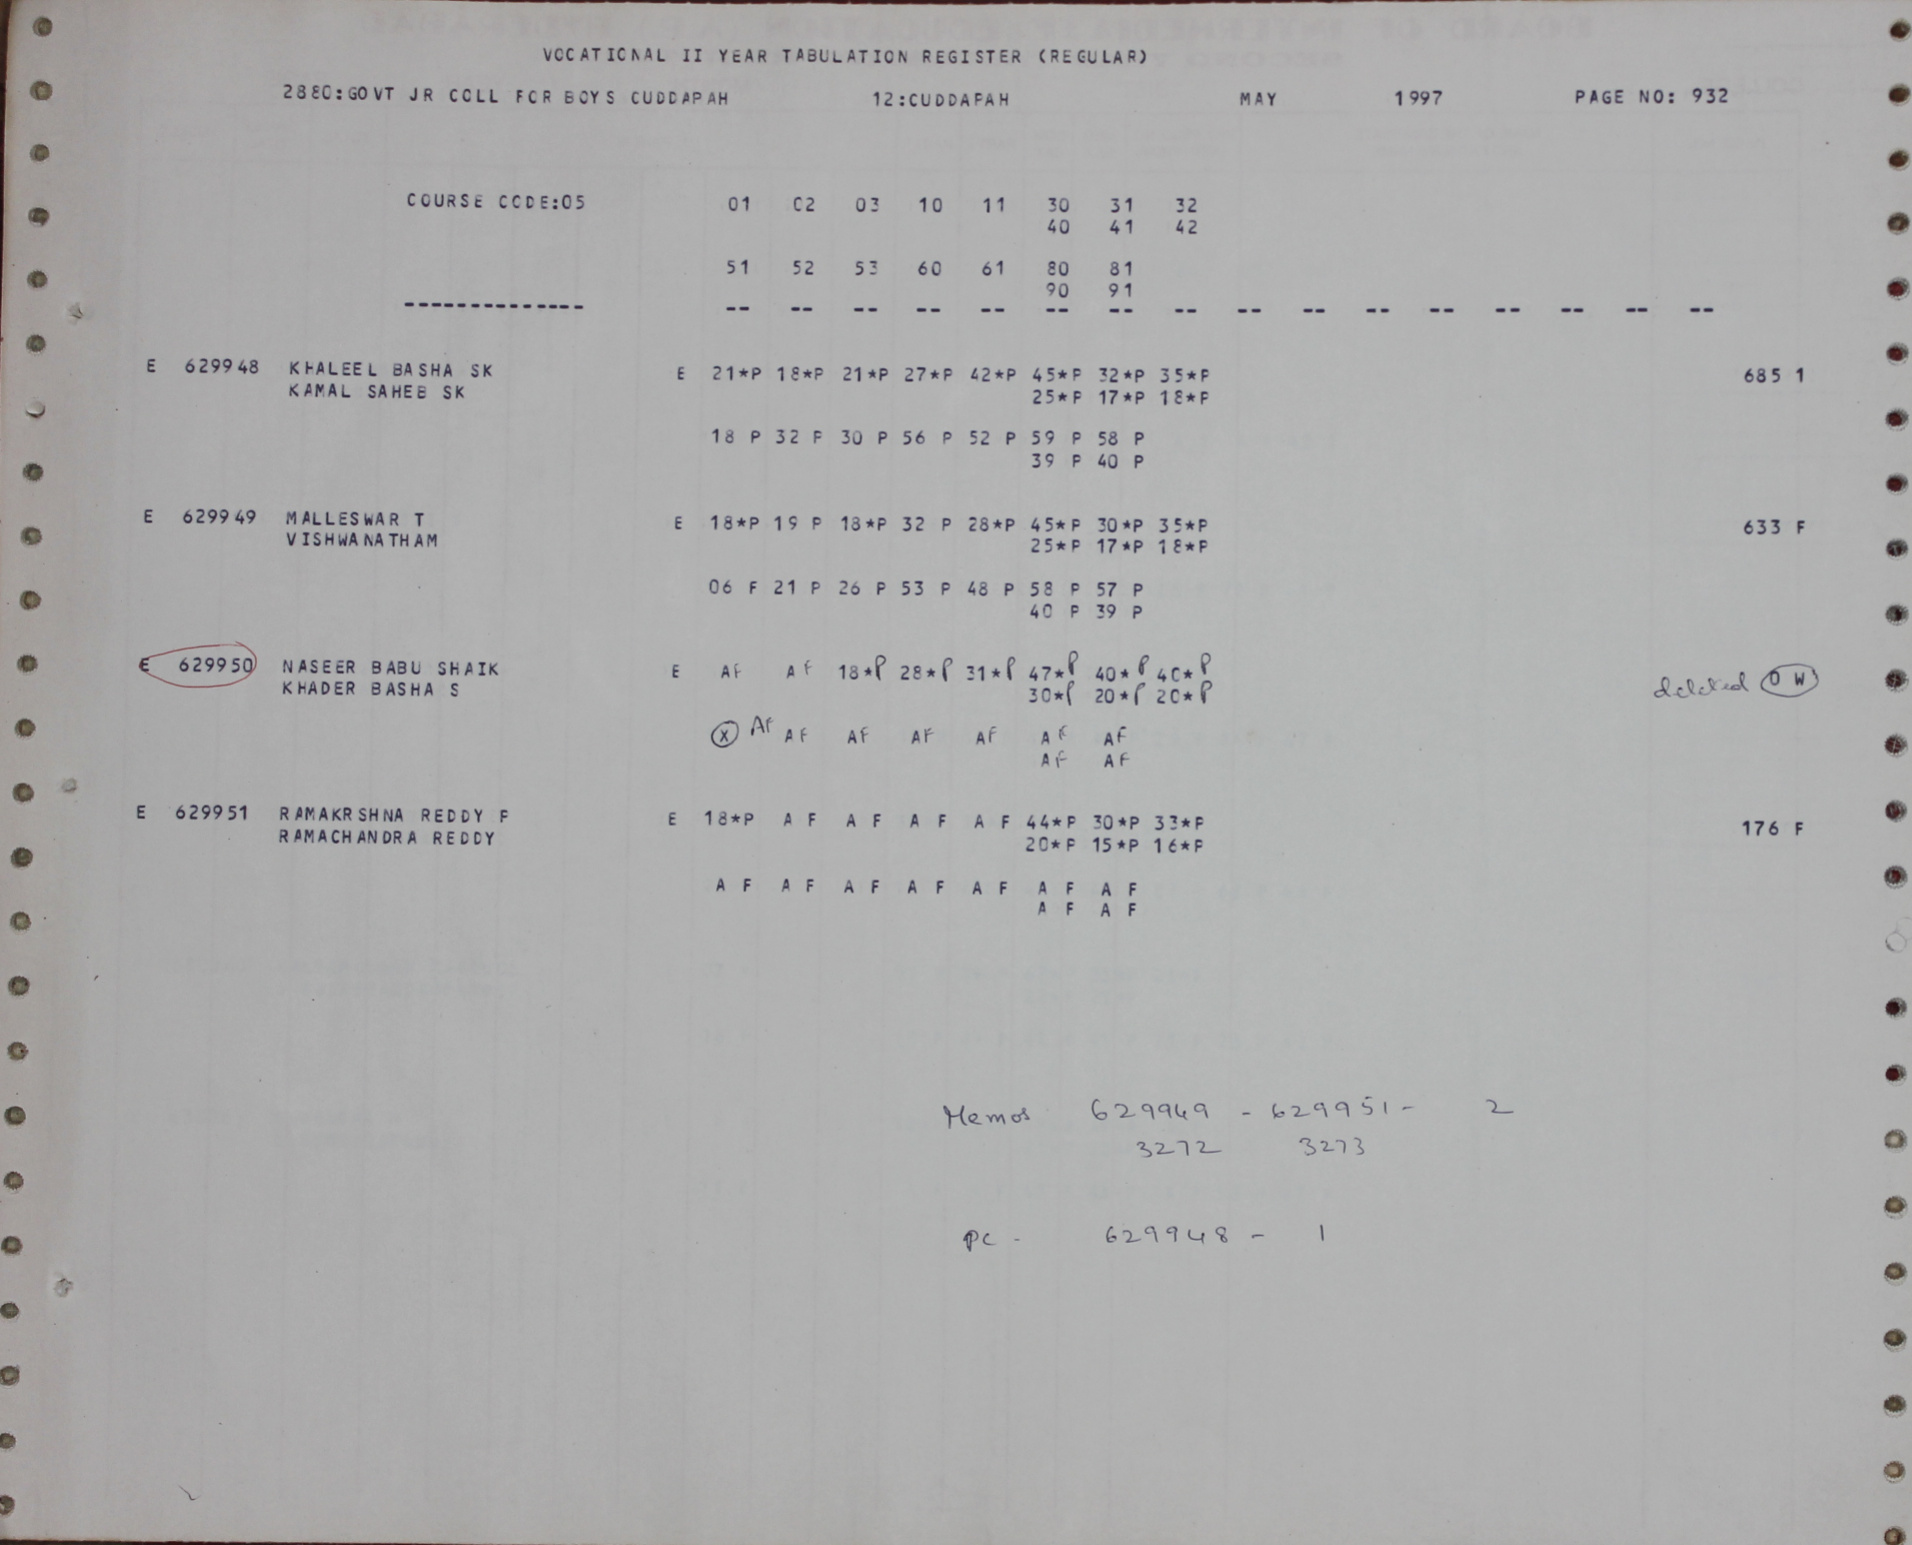 VOCATIONAL II YEAR TABULATION REGISTER (REGULAR)
2880:GOVT JR COLL FOR BOYS CUDDAPAH 12:CUDDAPAH MAY 1997 PAGE NO: 932
COURSE CODE:05 01 02 03 10 11 30 31 32
40 41 42
51 52 53 60 61 80 81
90 91
-------------- -- -- -- -- -- -- -- -- -- -- -- -- -- -- -- --
E 629948 KHALEEL BASHA SK E 21*P 18*P 21*P 27*P 42*P 45*P 32*P 35*P 685 1
KAMAL SAHEB SK 25*P 17*P 18*P
18 P 32 P 30 P 56 P 52 P 59 P 58 P
39 P 40 P
E 629949 MALLESWAR T E 18*P 19 P 18*P 32 P 28*P 45*P 30*P 35*P 633 F
VISHWANATHAM 25*P 17*P 18*P
06 F 21 P 26 P 53 P 48 P 58 P 57 P
40 P 39 P
E 629950 NASEER BABU SHAIK E AF AF 18*P 28*P 31*P 47*P 40*P 40*P deleted 0 W
KHADER BASHA S 30*P 20*P 20*P
X AF AF AF AF AF AF AF
AF AF
E 629951 RAMAKRSHNA REDDY P E 18*P A F A F A F A F 44*P 30*P 33*P 176 F
RAMACHANDRA REDDY 20*P 15*P 16*P
A F A F A F A F A F A F A F
A F A F
Memos 629949 - 629951 - 2
3272 3273
PC - 629948 - 1